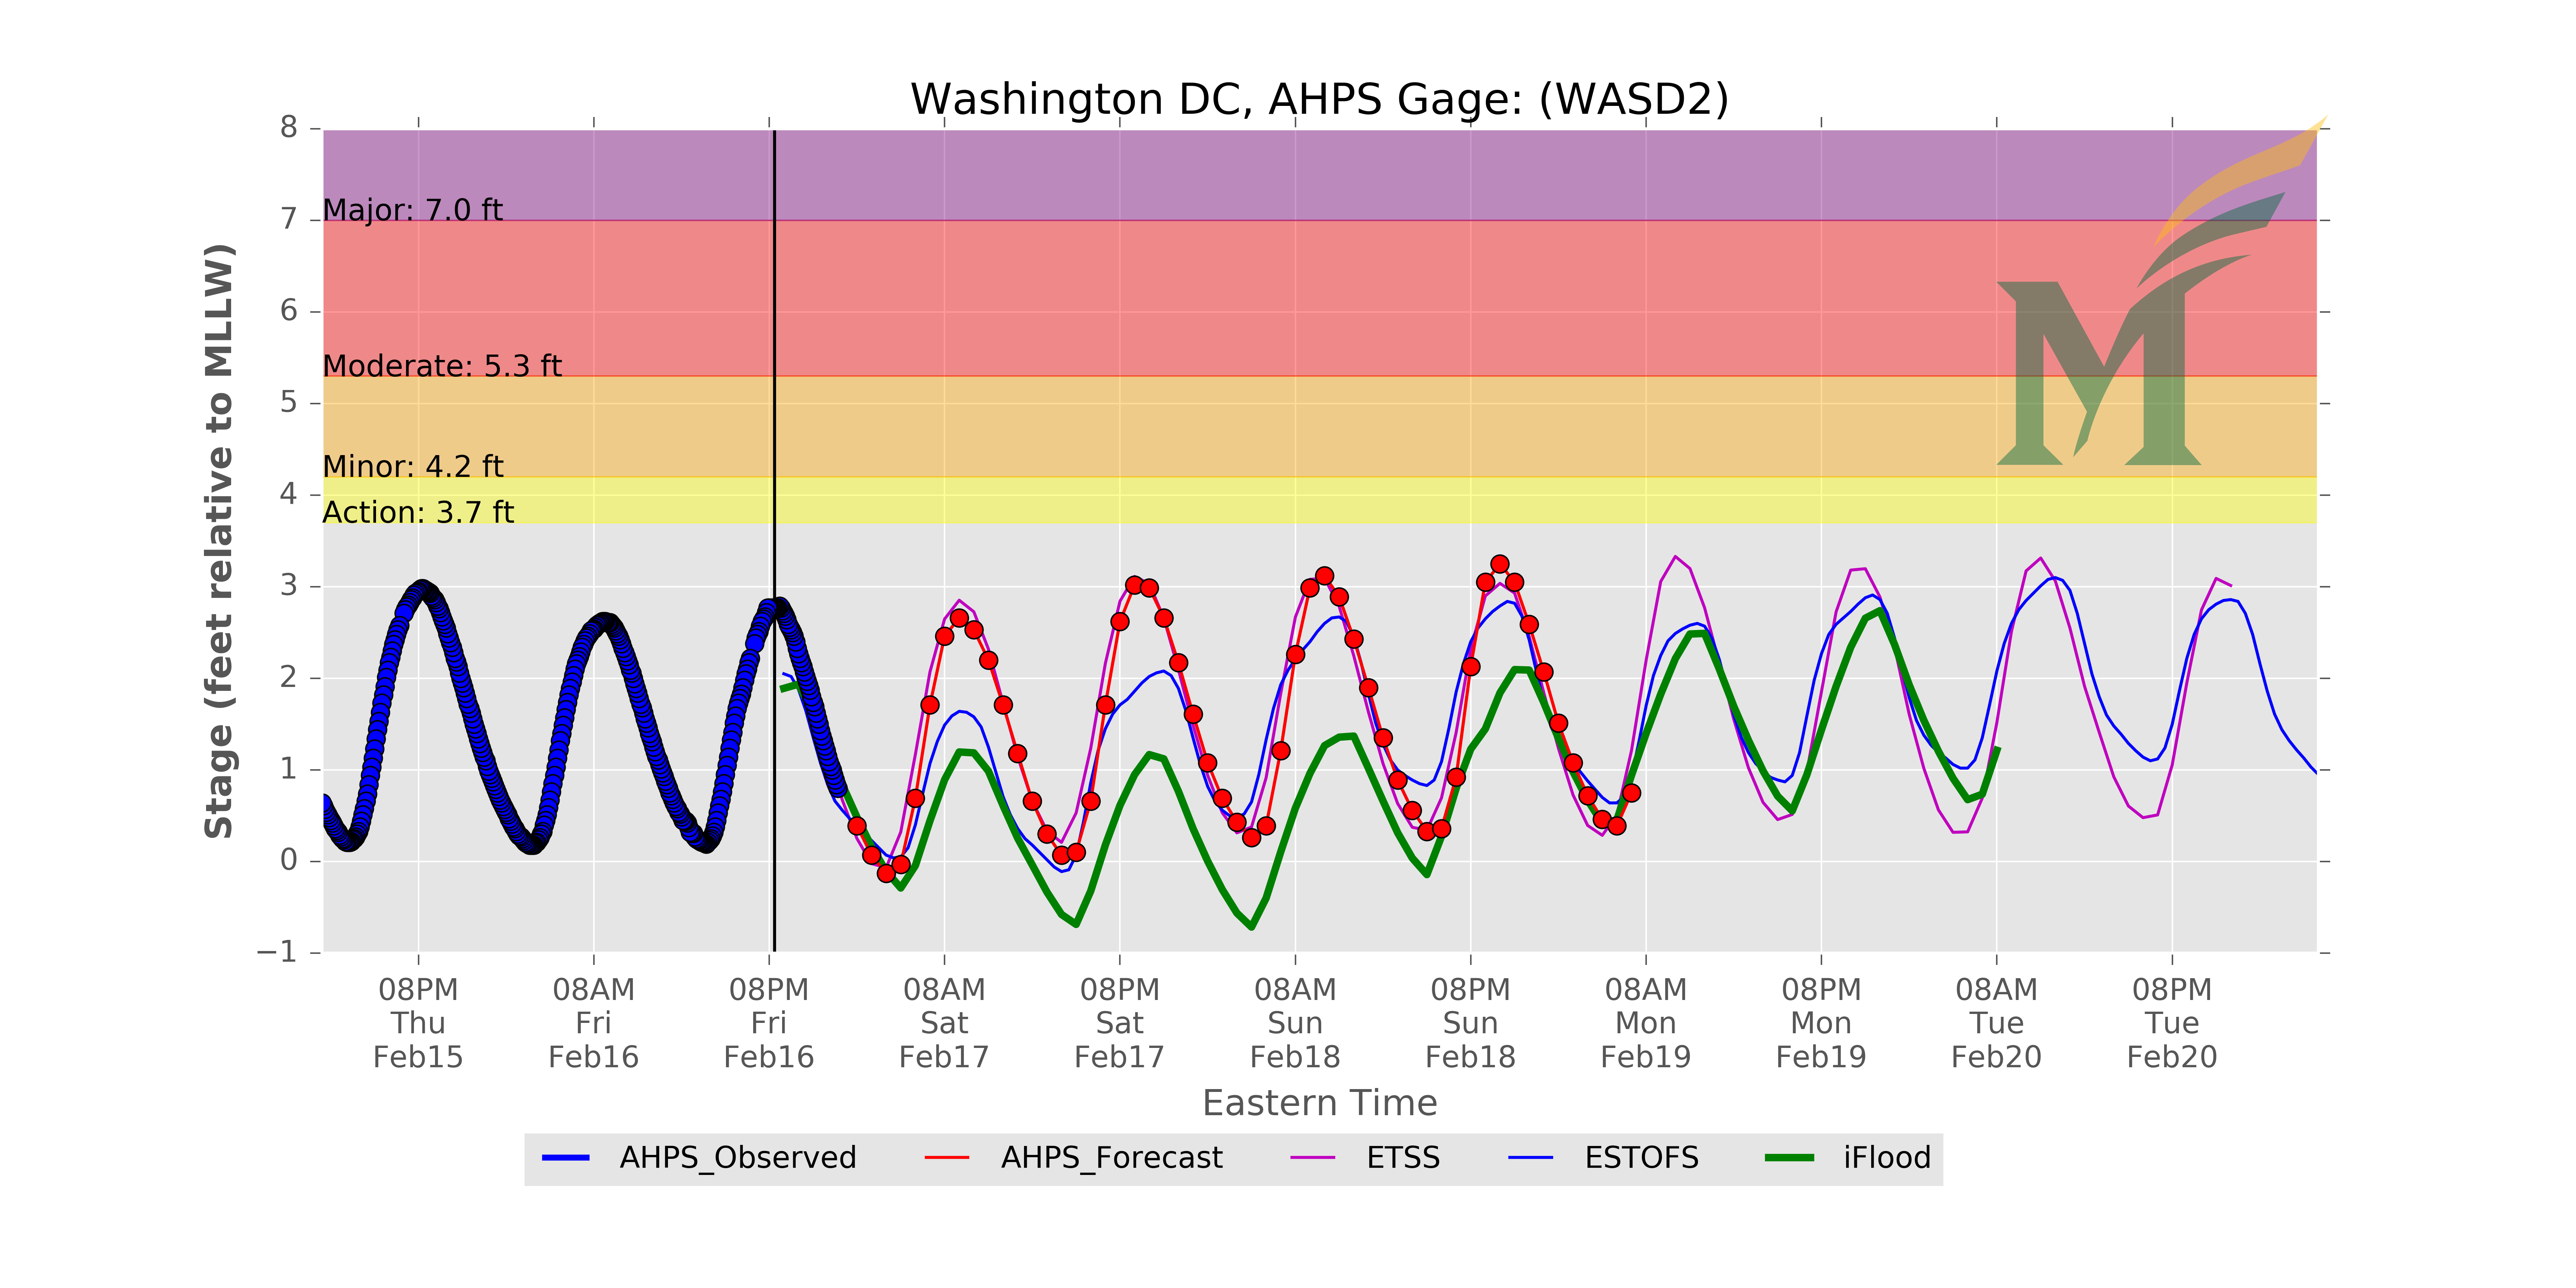 Washington DC, AHPS Gage: (WASD2)
8
7
6
5
4
3
2
1
0
−1
Stage (feet relative to MLLW)
Major: 7.0 ft
Moderate: 5.3 ft
Minor: 4.2 ft
Action: 3.7 ft
M
08PM 08AM 08PM 08AM 08PM 08AM 08PM 08AM 08PM 08AM 08PM
Thu Fri Fri Sat Sat Sun Sun Mon Mon Tue Tue
Feb15 Feb16 Feb16 Feb17 Feb17 Feb18 Feb18 Feb19 Feb19 Feb20 Feb20
Eastern Time
AHPS_Observed AHPS_Forecast ETSS ESTOFS iFlood